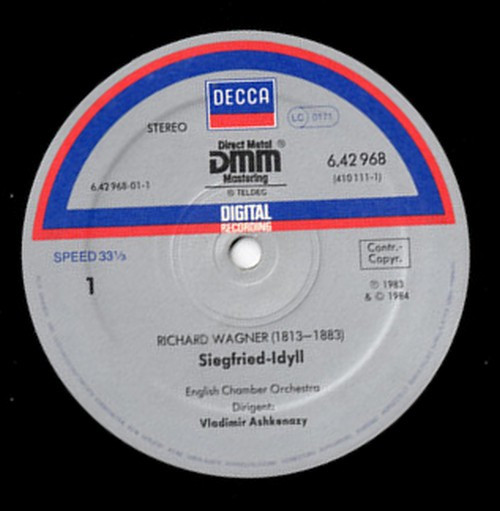 DECCA
STEREO
LC 0171
Direct Metal ®
DMM
Mastering
© TELDEC
6.42 968
(410 111-1)
6.42 968-01-1
DIGITAL
RECORDING
SPEED 33⅓
Contr.-
Copyr.
1
℗ 1983
& © 1984
RICHARD WAGNER (1813—1883)
Siegfried-Idyll
English Chamber Orchestra
Dirigent:
Vladimir Ashkenazy